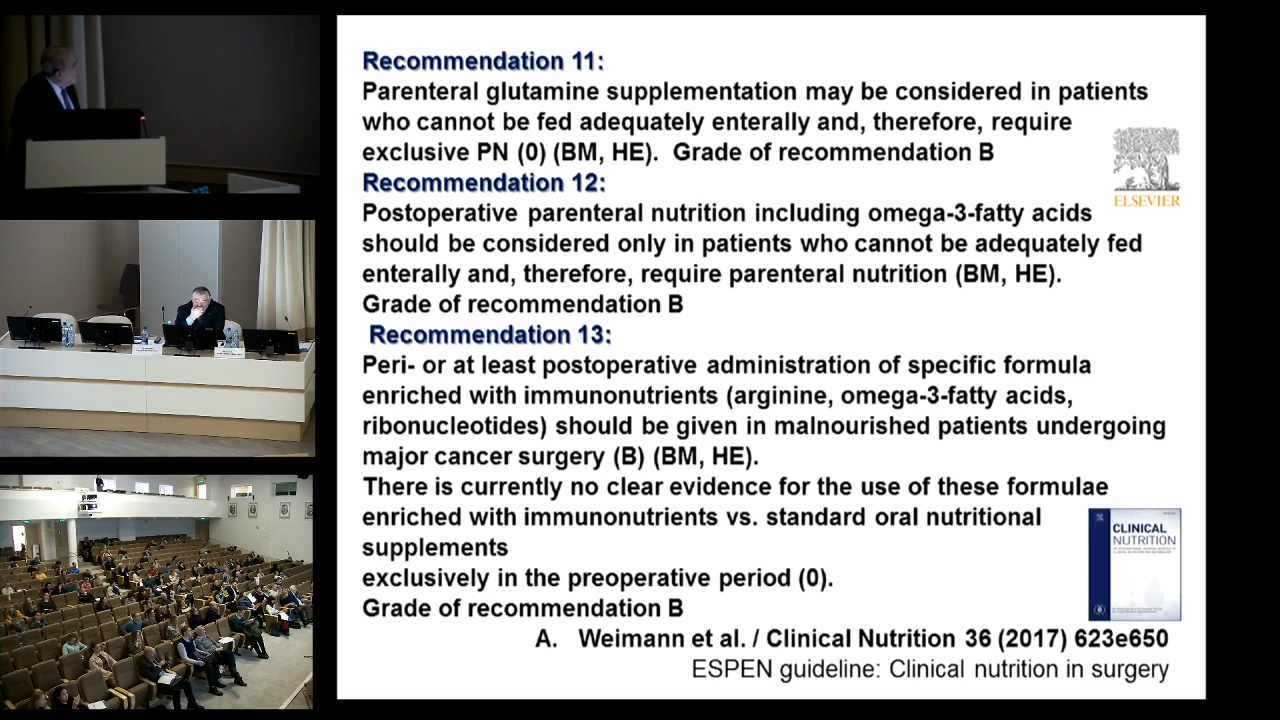 Recommendation 11:
Parenteral glutamine supplementation may be considered in patients
who cannot be fed adequately enterally and, therefore, require
exclusive PN (0) (BM, HE).  Grade of recommendation B
Recommendation 12:
Postoperative parenteral nutrition including omega-3-fatty acids
should be considered only in patients who cannot be adequately fed
enterally and, therefore, require parenteral nutrition (BM, HE).
Grade of recommendation B
Recommendation 13:
Peri- or at least postoperative administration of specific formula
enriched with immunonutrients (arginine, omega-3-fatty acids,
ribonucleotides) should be given in malnourished patients undergoing
major cancer surgery (B) (BM, HE).
There is currently no clear evidence for the use of these formulae
enriched with immunonutrients vs. standard oral nutritional
supplements
exclusively in the preoperative period (0).
Grade of recommendation B
A. Weimann et al. / Clinical Nutrition 36 (2017) 623e650
ESPEN guideline: Clinical nutrition in surgery
ELSEVIER
CLINICAL
NUTRITION